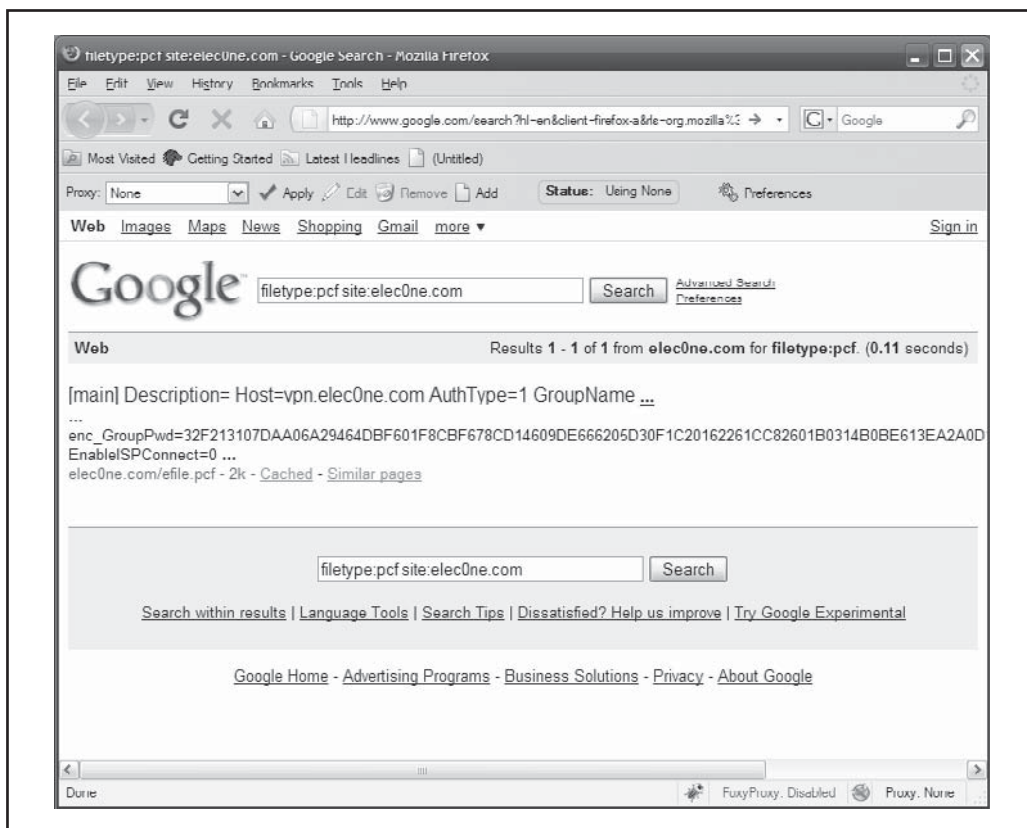 filetype:pcf site:elec0ne.com - Google Search - Mozilla Firefox
File Edit View History Bookmarks Tools Help
http://www.google.com/search?hl=en&client=firefox-a&rls=org.mozilla%3 Google
Most Visited Getting Started Latest Headlines (Untitled)
Proxy: None Apply Edit Remove Add Status: Using None Preferences
Web Images Maps News Shopping Gmail more ▼ Sign in
Google™ filetype:pcf site:elec0ne.com Search Advanced Search
Preferences
Web Results 1 - 1 of 1 from elec0ne.com for filetype:pcf. (0.11 seconds)
[main] Description= Host=vpn.elec0ne.com AuthType=1 GroupName ...
...
enc_GroupPwd=32F213107DAA06A29464DBF601F8CBF678CD14609DE666205D30F1C20162261CC82601B0314B0BE613EA2A0D
EnableISPConnect=0 ...
elec0ne.com/efile.pcf - 2k - Cached - Similar pages
filetype:pcf site:elec0ne.com Search
Search within results | Language Tools | Search Tips | Dissatisfied? Help us improve | Try Google Experimental
Google Home - Advertising Programs - Business Solutions - Privacy - About Google
Done FoxyProxy: Disabled Proxy: None